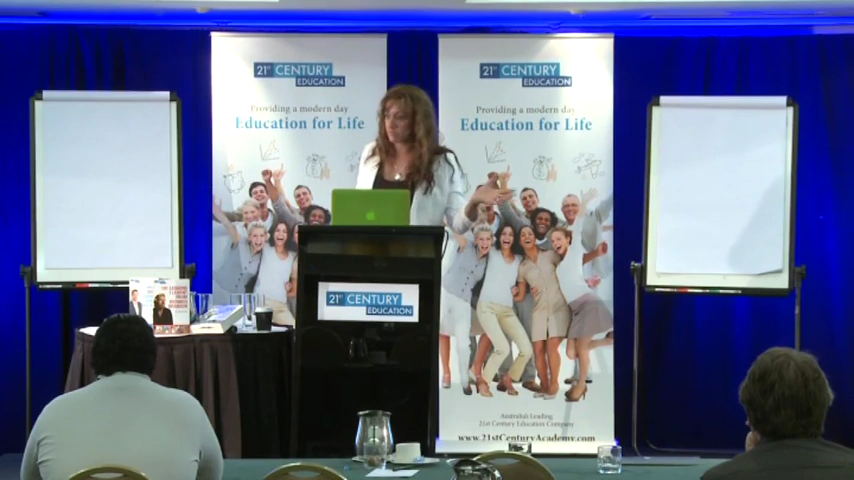 21st CENTURY
EDUCATION
Providing a modern day
Education for Life
21st CENTURY
EDUCATION
Providing a modern day
Education for Life
21st CENTURY
EDUCATION
Australia's Leading
21st Century Education Company
www.21stCenturyAcademy.com